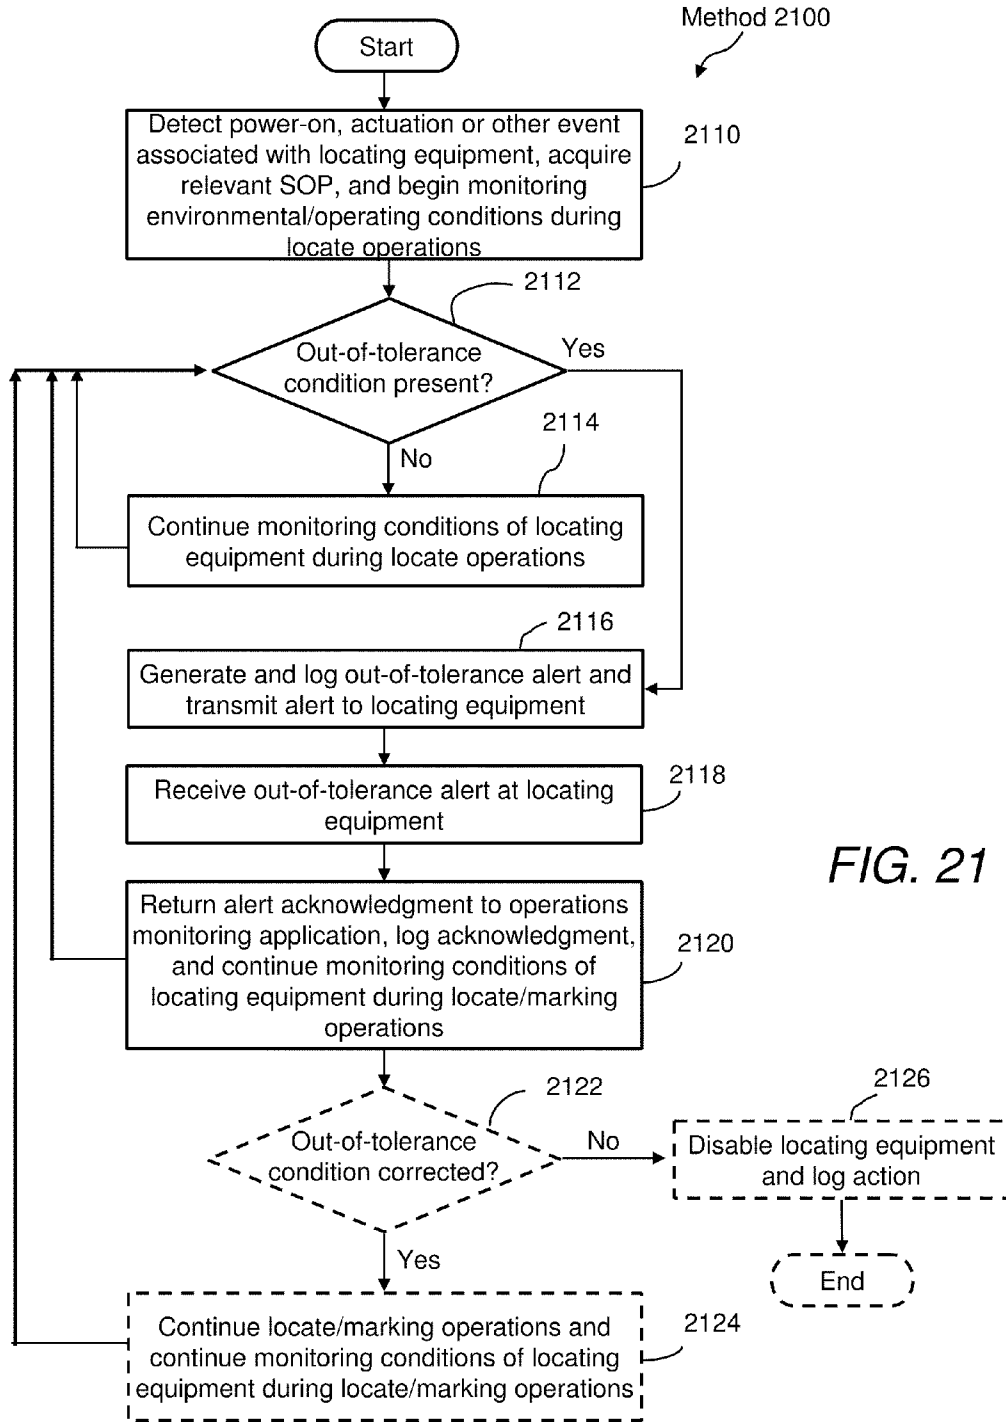 Method 2100
Start
Detect power-on, actuation or other event
associated with locating equipment, acquire
relevant SOP, and begin monitoring
environmental/operating conditions during
locate operations
2110
2112
Out-of-tolerance
condition present?
Yes
No
2114
Continue monitoring conditions of locating
equipment during locate operations
2116
Generate and log out-of-tolerance alert and
transmit alert to locating equipment
2118
Receive out-of-tolerance alert at locating
equipment
FIG. 21
Return alert acknowledgment to operations
monitoring application, log acknowledgment,
and continue monitoring conditions of
locating equipment during locate/marking
operations
2120
2122
Out-of-tolerance
condition corrected?
No
2126
Disable locating equipment
and log action
Yes
End
2124
Continue locate/marking operations and
continue monitoring conditions of locating
equipment during locate/marking operations